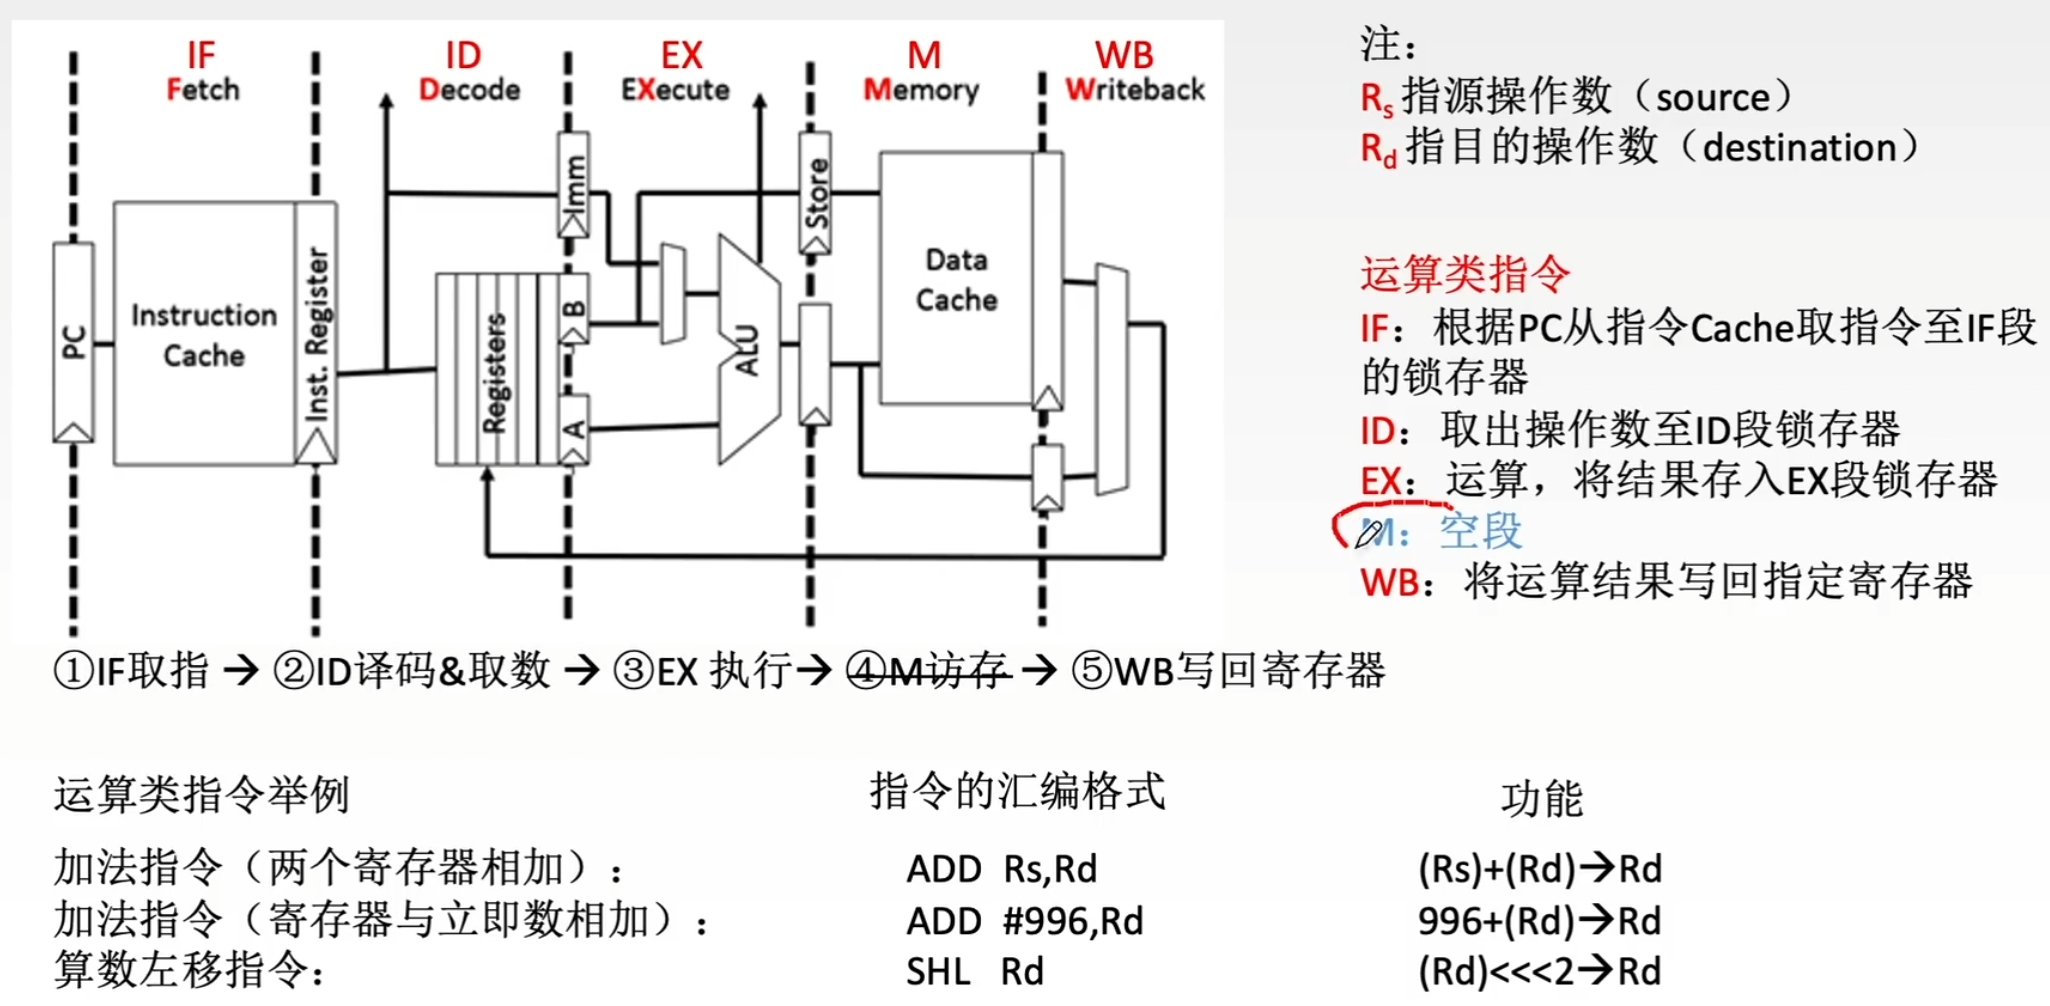 IF
Fetch
ID
Decode
EX
EXecute
M
Memory
WB
Writeback
PC
Instruction
Cache
Inst. Register
Registers
Imm
B
A
ALU
Store
Data
Cache
注：
Rs 指源操作数（source）
Rd 指目的操作数（destination）
运算类指令
IF：根据PC从指令Cache取指令至IF段
的锁存器
ID：取出操作数至ID段锁存器
EX：运算，将结果存入EX段锁存器
M：空段
WB：将运算结果写回指定寄存器
①IF取指 → ②ID译码&取数 → ③EX 执行→ ④M访存 → ⑤WB写回寄存器
运算类指令举例 指令的汇编格式 功能
加法指令（两个寄存器相加）： ADD Rs,Rd (Rs)+(Rd)→Rd
加法指令（寄存器与立即数相加）： ADD #996,Rd 996+(Rd)→Rd
算数左移指令： SHL Rd (Rd)<<<2→Rd